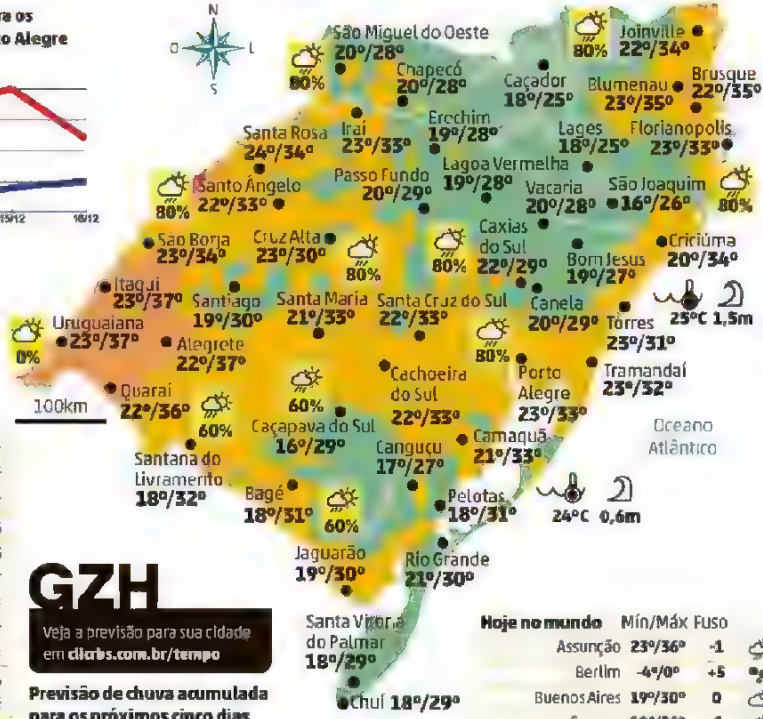 ra os
to Alegre
15/12
16/12
N
O
L
S
São Miguel do Oeste
20º/28º
80%
Chapecó
20º/28º
Caçador
18º/25º
80%
Joinville
22º/34º
Blumenau
23º/35º
Brusque
22º/35º
Santa Rosa
24º/34º
Iraí
23º/33º
Erechim
19º/28º
Lages
18º/25º
Florianopolis
23º/33º
Santo Ângelo
22º/33º
80%
Passo Fundo
20º/29º
Lagoa Vermelha
19º/28º
Vacaria
20º/28º
São Joaquim
16º/26º
80%
São Borja
23º/34º
Cruz Alta
23º/30º
80%
80%
Caxias
do Sul
22º/29º
Bom Jesus
19º/27º
Criciúma
20º/34º
Itaqui
23º/37º
Santiago
19º/30º
Santa Maria
21º/33º
Santa Cruz do Sul
22º/33º
Canela
20º/29º
Torres
23º/31º
25ºC 1,5m
0%
Uruguaiana
23º/37º
Alegrete
22º/37º
80%
Porto
Alegre
23º/33º
Tramandaí
23º/32º
Quaraí
22º/36º
100km
60%
60%
Cachoeira
do Sul
22º/33º
Caçapava do Sul
16º/29º
Camaquã
21º/33º
Oceano
Atlântico
Santana do
Livramento
18º/32º
Canguçu
17º/27º
Bagé
18º/31º
60%
Pelotas
18º/31º
24ºC 0,6m
Jaguarão
19º/30º
Rio Grande
21º/30º
GZH
Veja a previsão para sua cidade
em clicrbs.com.br/tempo
Santa Vitória
do Palmar
18º/29º
Chuí 18º/29º
Previsão de chuva acumulada
para os próximos cinco dias
Hoje no mundo Mín/Máx Fuso
Assunção 23º/36º -1
Berlim -4º/0º +5
Buenos Aires 19º/30º 0